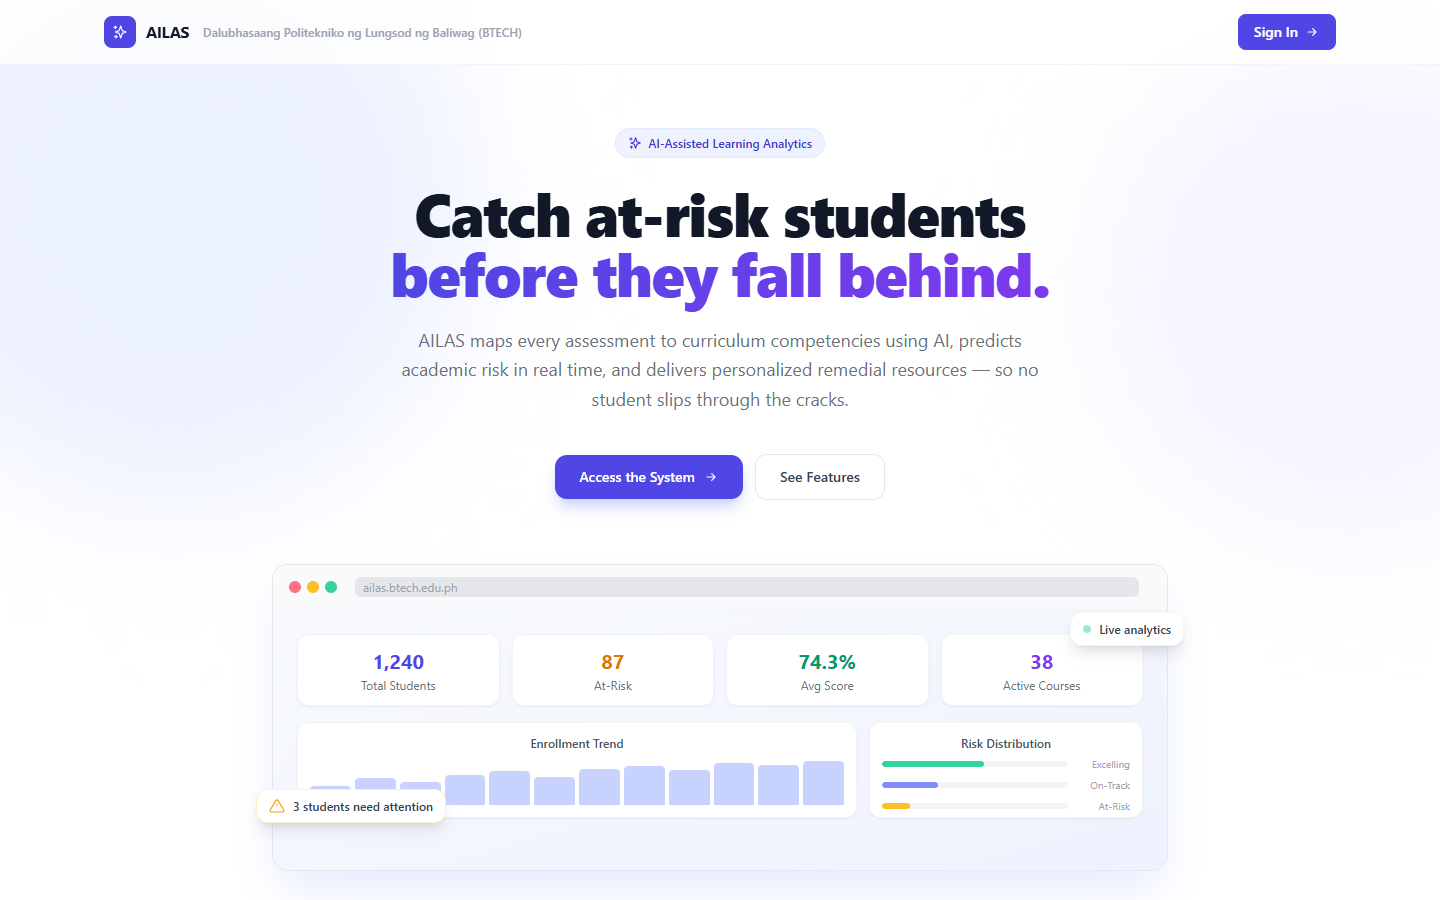 AILAS Dalubhasaang Politekniko ng Lungsod ng Baliwag (BTECH)
Sign In →
AI-Assisted Learning Analytics
Catch at-risk students
before they fall behind.
AILAS maps every assessment to curriculum competencies using AI, predicts
academic risk in real time, and delivers personalized remedial resources — so no
student slips through the cracks.
Access the System →
See Features
ailas.btech.edu.ph
Live analytics
1,240
Total Students
87
At-Risk
74.3%
Avg Score
38
Active Courses
Enrollment Trend
3 students need attention
Risk Distribution
Excelling
On-Track
At-Risk